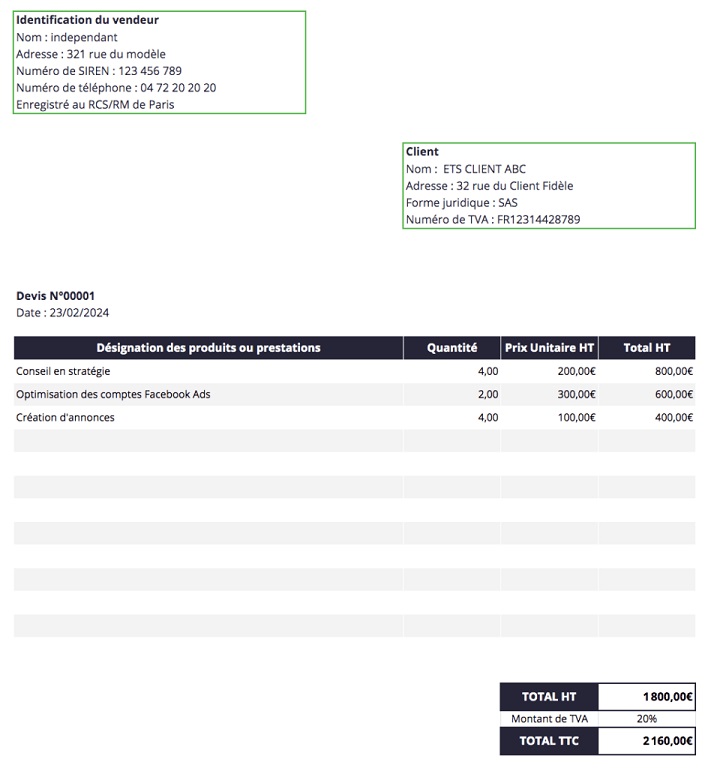 Identification du vendeur
Nom : independant
Adresse : 321 rue du modèle
Numéro de SIREN : 123 456 789
Numéro de téléphone : 04 72 20 20 20
Enregistré au RCS/RM de Paris
Client
Nom : ETS CLIENT ABC
Adresse : 32 rue du Client Fidèle
Forme juridique : SAS
Numéro de TVA : FR12314428789
Devis N°00001
Date : 23/02/2024
Désignation des produits ou prestations Quantité Prix Unitaire HT Total HT
Conseil en stratégie 4,00 200,00€ 800,00€
Optimisation des comptes Facebook Ads 2,00 300,00€ 600,00€
Création d'annonces 4,00 100,00€ 400,00€
TOTAL HT 1 800,00€
Montant de TVA 20%
TOTAL TTC 2 160,00€